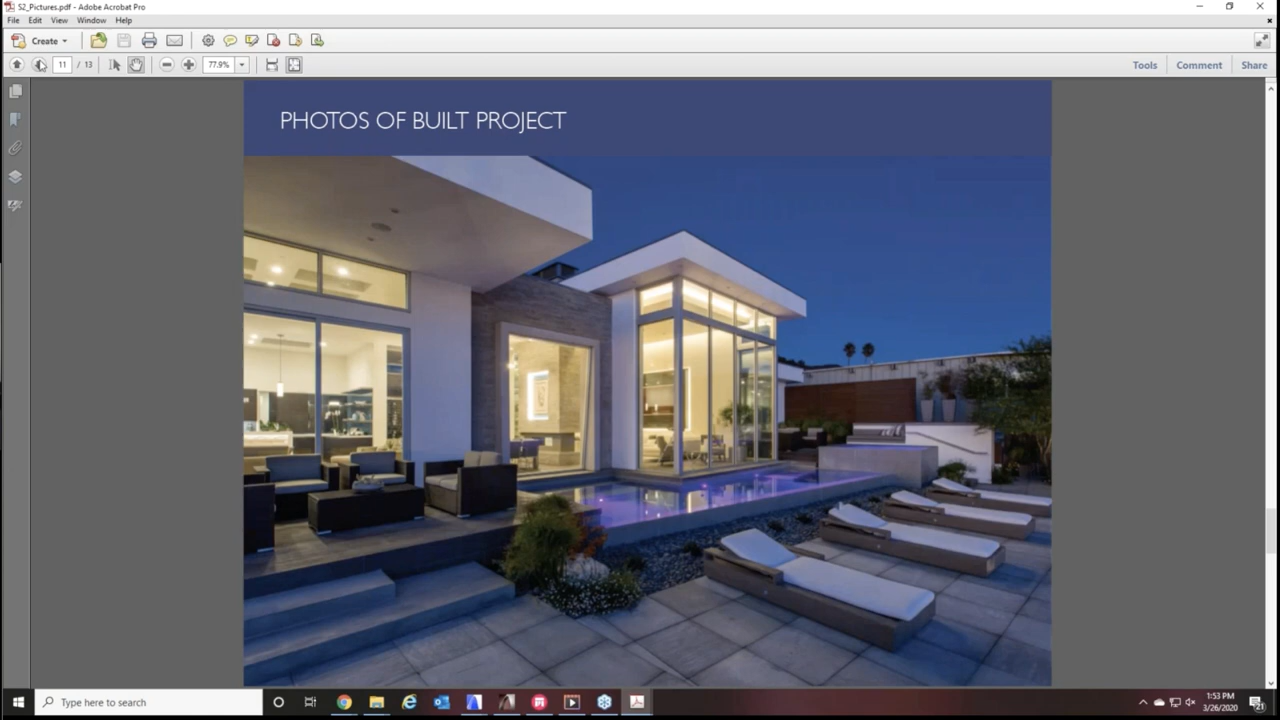 S2_Pictures.pdf - Adobe Acrobat Pro
File Edit View Window Help
Create
11 / 13 77.9% Tools Comment Share
PHOTOS OF BUILT PROJECT
Type here to search
1:53 PM
3/26/2020
21